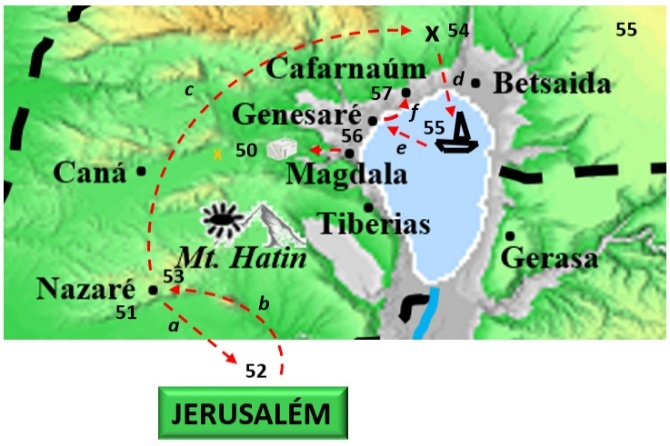 x 54
55
Cafarnaúm
d
Betsaida
c
57
Genesaré
f
55
56
e
x
50
Caná
Magdala
Tiberias
Mt. Hatin
Gerasa
Nazaré
53
51
a
b
52
JERUSALÉM